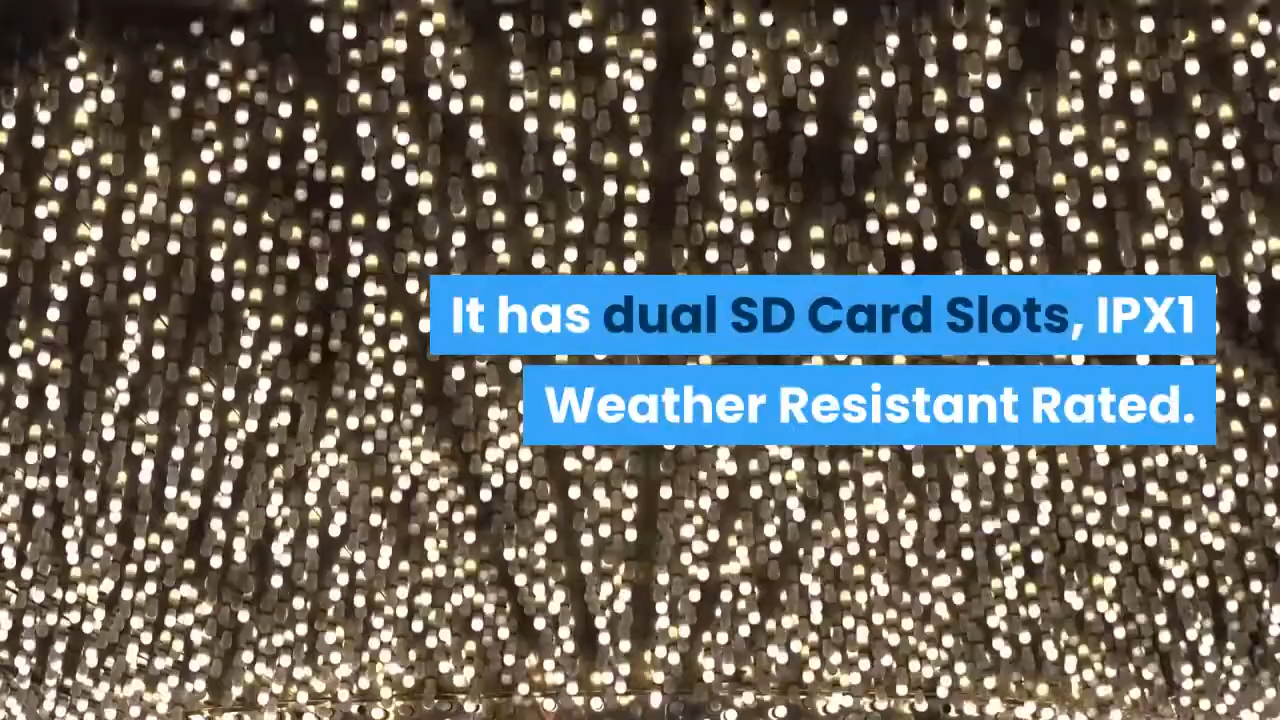 It has dual SD Card Slots, IPX1
Weather Resistant Rated.